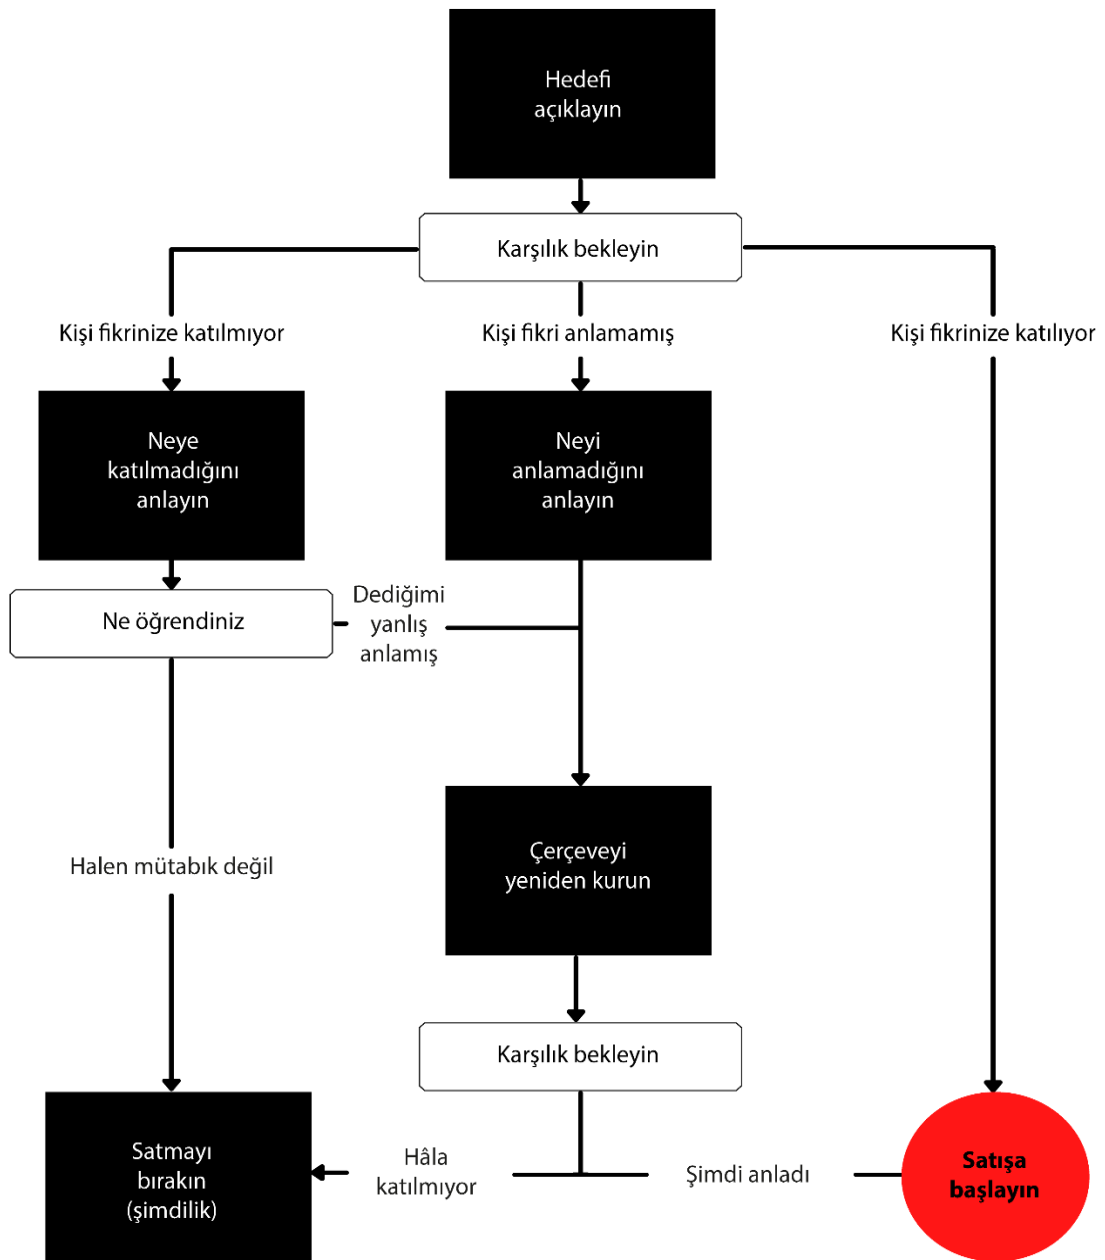 Hedefi
açıklayın
Karşılık bekleyin
Kişi fikrinize katılmıyor
Kişi fikri anlamamış
Kişi fikrinize katılıyor
Neye
katılmadığını
anlayın
Neyi
anlamadığını
anlayın
Ne öğrendiniz
Dediğimi
yanlış
anlamış
Halen mütabık değil
Çerçeveyi
yeniden kurun
Karşılık bekleyin
Satmayı
bırakın
(şimdilik)
Hâla
katılmıyor
Şimdi anladı
Satışa
başlayın